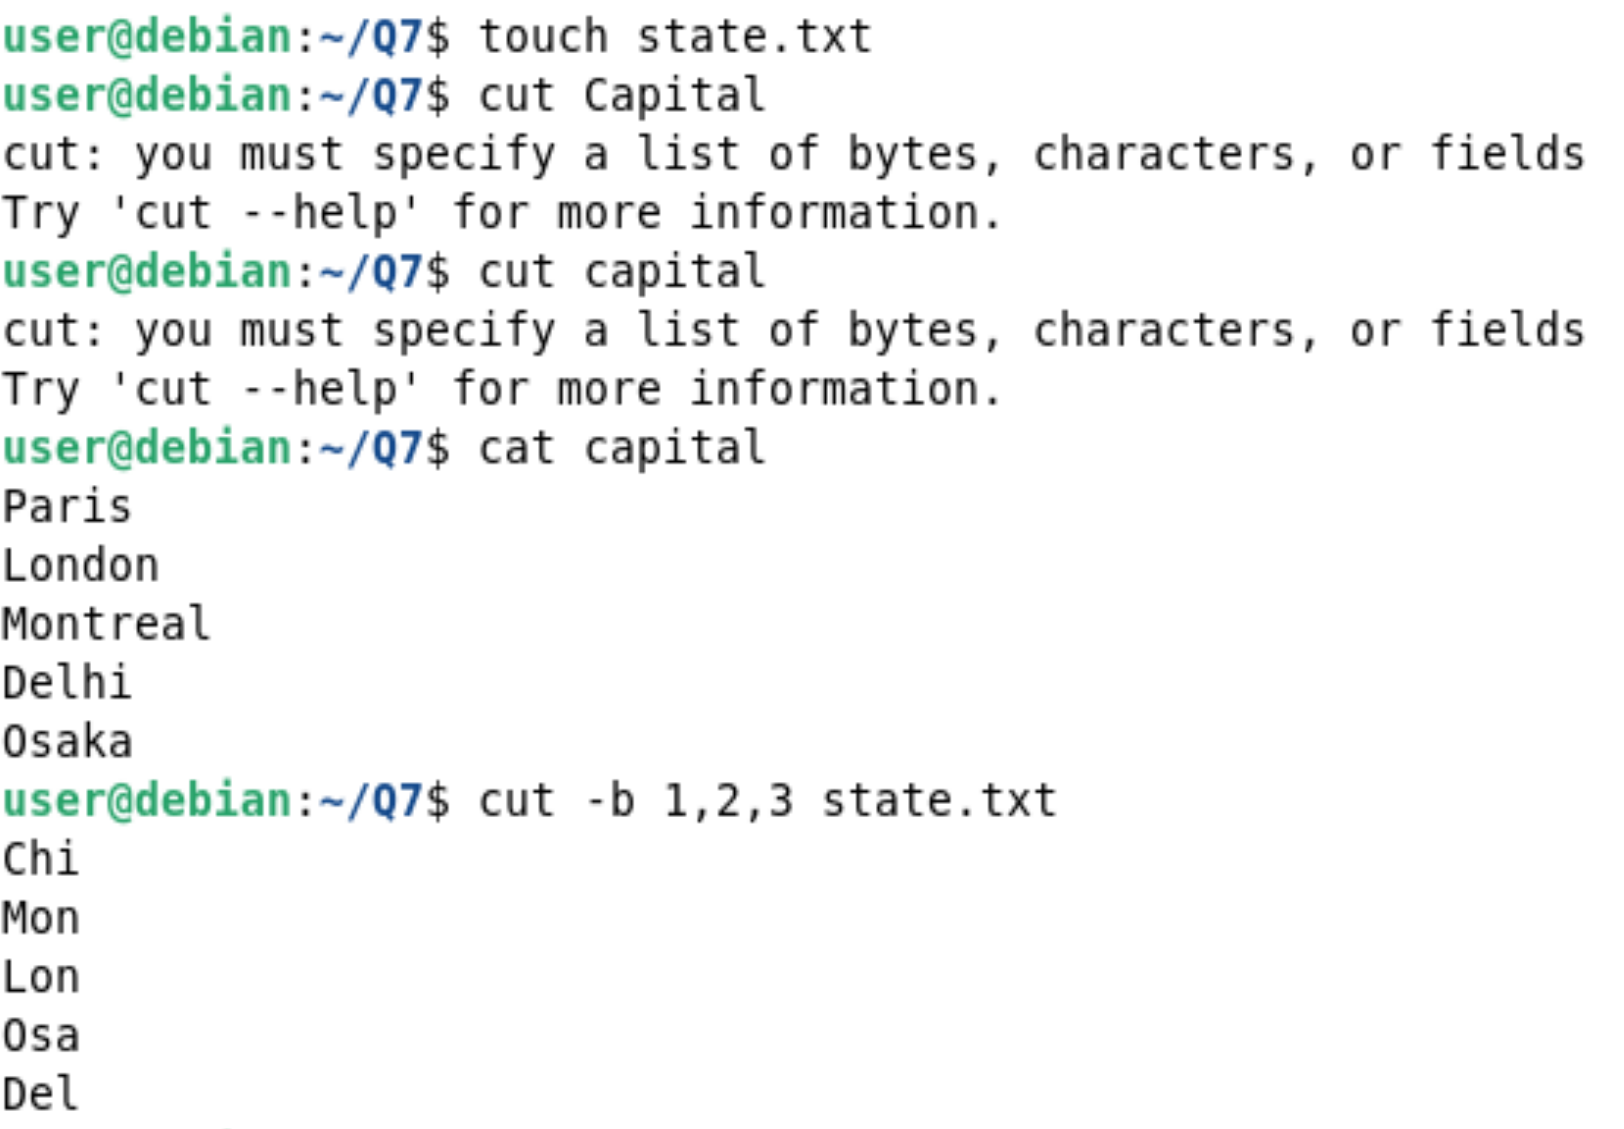 user@debian:~/Q7$ touch state.txt
user@debian:~/Q7$ cut Capital
cut: you must specify a list of bytes, characters, or fields
Try 'cut --help' for more information.
user@debian:~/Q7$ cut capital
cut: you must specify a list of bytes, characters, or fields
Try 'cut --help' for more information.
user@debian:~/Q7$ cat capital
Paris
London
Montreal
Delhi
Osaka
user@debian:~/Q7$ cut -b 1,2,3 state.txt
Chi
Mon
Lon
Osa
Del